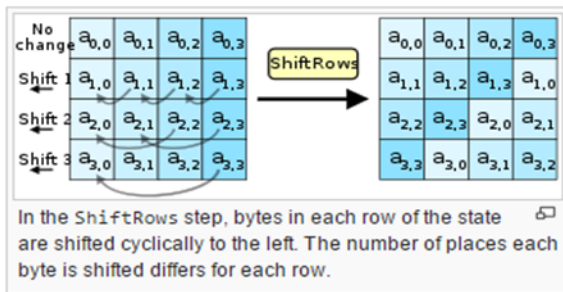 No change a0,0 a0,1 a0,2 a0,3 ShiftRows a0,0 a0,1 a0,2 a0,3
Shift 1 a1,0 a1,1 a1,2 a1,3 a1,1 a1,2 a1,3 a1,0
Shift 2 a2,0 a2,1 a2,2 a2,3 a2,2 a2,3 a2,0 a2,1
Shift 3 a3,0 a3,1 a3,2 a3,3 a3,3 a3,0 a3,1 a3,2
In the ShiftRows step, bytes in each row of the state
are shifted cyclically to the left. The number of places each
byte is shifted differs for each row.